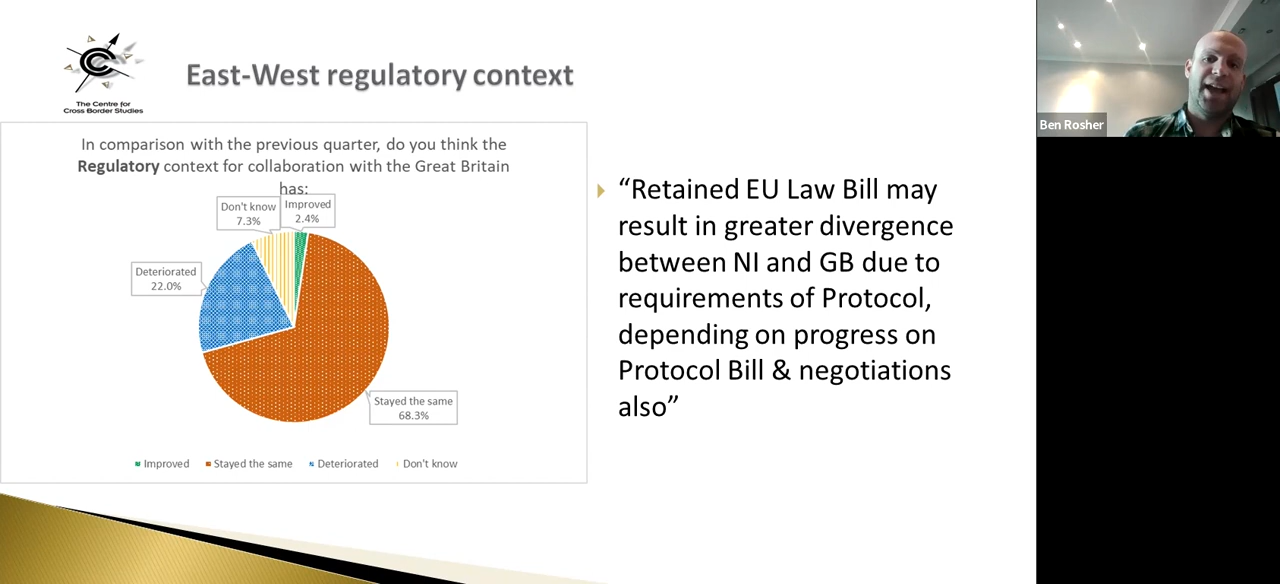 The Centre for
Cross Border Studies
East-West regulatory context
In comparison with the previous quarter, do you think the
Regulatory context for collaboration with the Great Britain
has:
Don't know
7.3%
Improved
2.4%
Deteriorated
22.0%
Stayed the same
68.3%
Improved
Stayed the same
Deteriorated
Don't know
“Retained EU Law Bill may
result in greater divergence
between NI and GB due to
requirements of Protocol,
depending on progress on
Protocol Bill & negotiations
also”
Ben Rosher